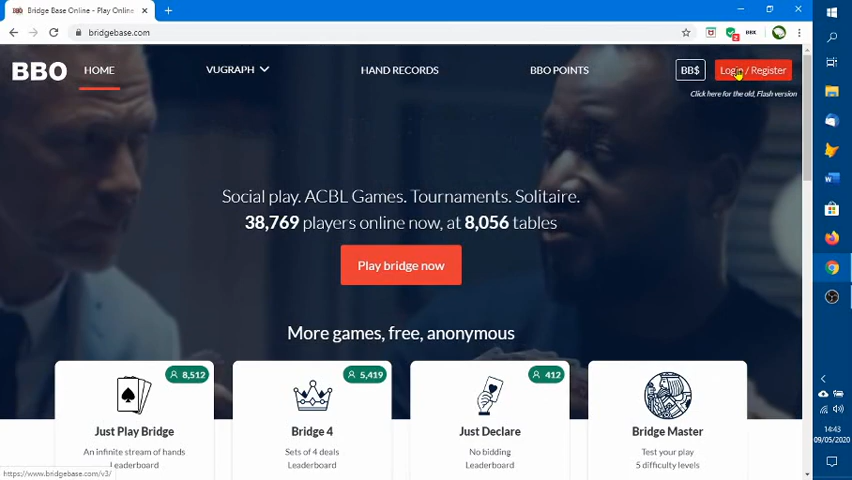 Bridge Base Online - Play Online
bridgebase.com
2
BBO
HOME
VUGRAPH
HAND RECORDS
BBO POINTS
BB$
Login / Register
Click here for the old, Flash version
Social play. ACBL Games. Tournaments. Solitaire.
38,769 players online now, at 8,056 tables
Play bridge now
More games, free, anonymous
8,512
5,419
412
Just Play Bridge
Bridge 4
Just Declare
Bridge Master
An infinite stream of hands
Sets of 4 deals
No bidding
Test your play
Leaderboard
Leaderboard
Leaderboard
5 difficulty levels
https://www.bridgebase.com/v3/
14:43
09/05/2020